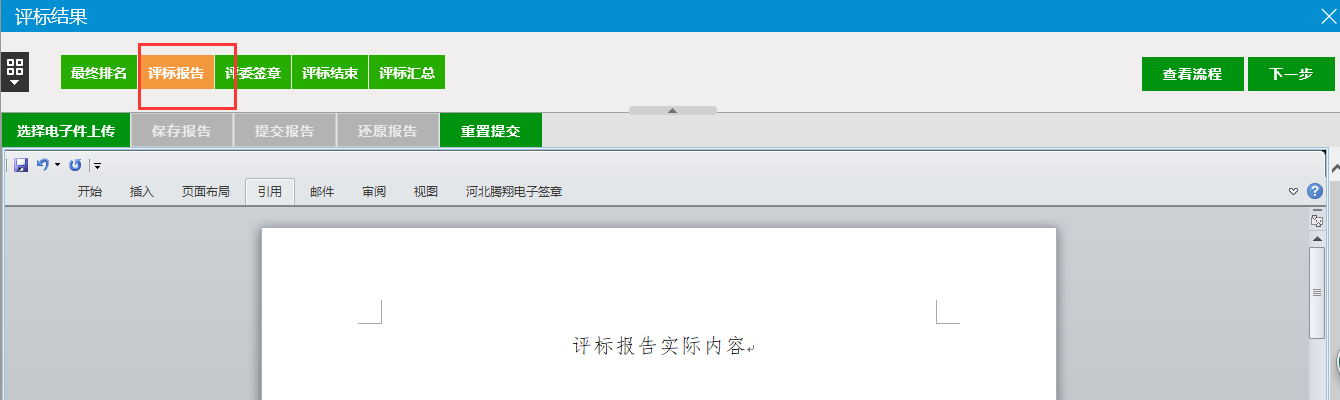 评标结果
最终排名 评标报告 评委签章 评标结束 评标汇总 查看流程 下一步
选择电子件上传 保存报告 提交报告 还原报告 重置提交
开始 插入 页面布局 引用 邮件 审阅 视图 河北腾翔电子签章
评标报告实际内容